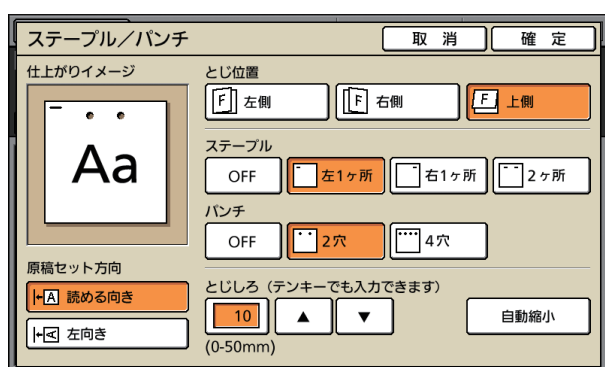 ステープル／パンチ
取 消
確 定
仕上がりイメージ
Aa
原稿セット方向
A 読める向き
A 左向き
とじ位置
F 左側
F 右側
F 上側
ステープル
OFF
左1ヶ所
右1ヶ所
2ヶ所
パンチ
OFF
2穴
4穴
とじしろ（テンキーでも入力できます）
10
▲
▼
自動縮小
(0-50mm)